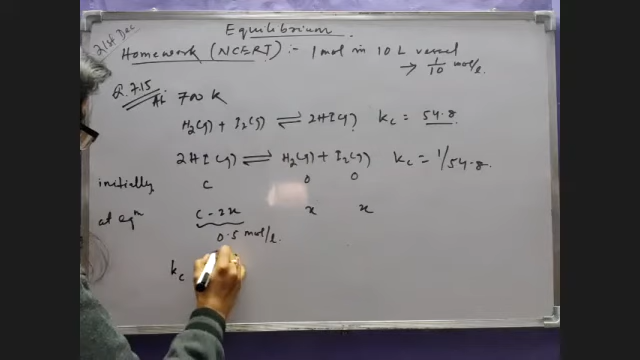 21st Dec
Equilibrium
Homework (NCERT) :- 1 mol in 10 L vessel
→ 1/10 mol/L.
Q. 7.15
At 700 K
H₂(g) + I₂(g) ⇌ 2HI(g) Kc = 54.8
2HI(g) ⇌ H₂(g) + I₂(g) Kc = 1/54.8.
initially C 0 0
at eqⁿ C - 2x x x
0.5 mol/L.
Kc